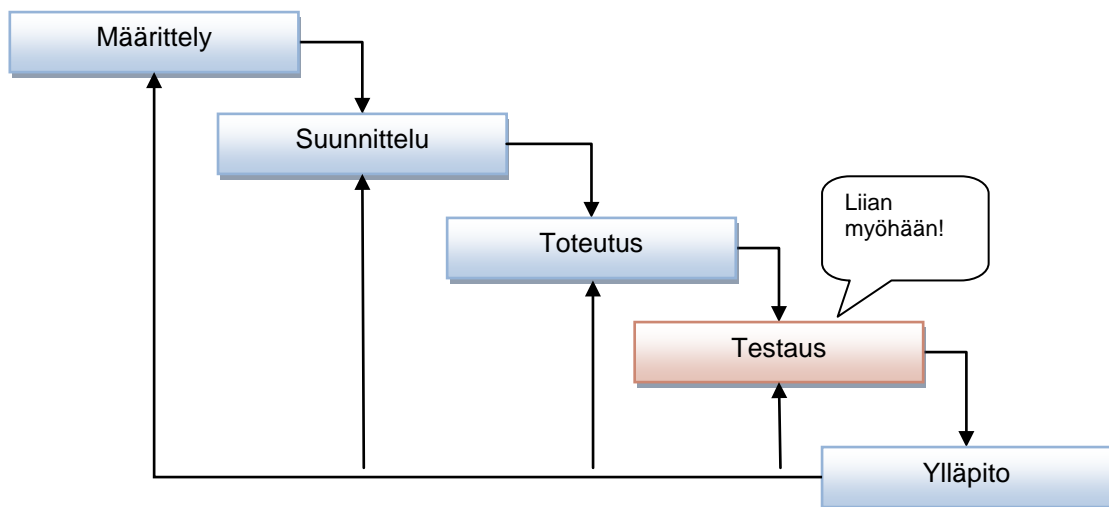 Määrittely
Suunnittelu
Toteutus
Liian
myöhään!
Testaus
Ylläpito